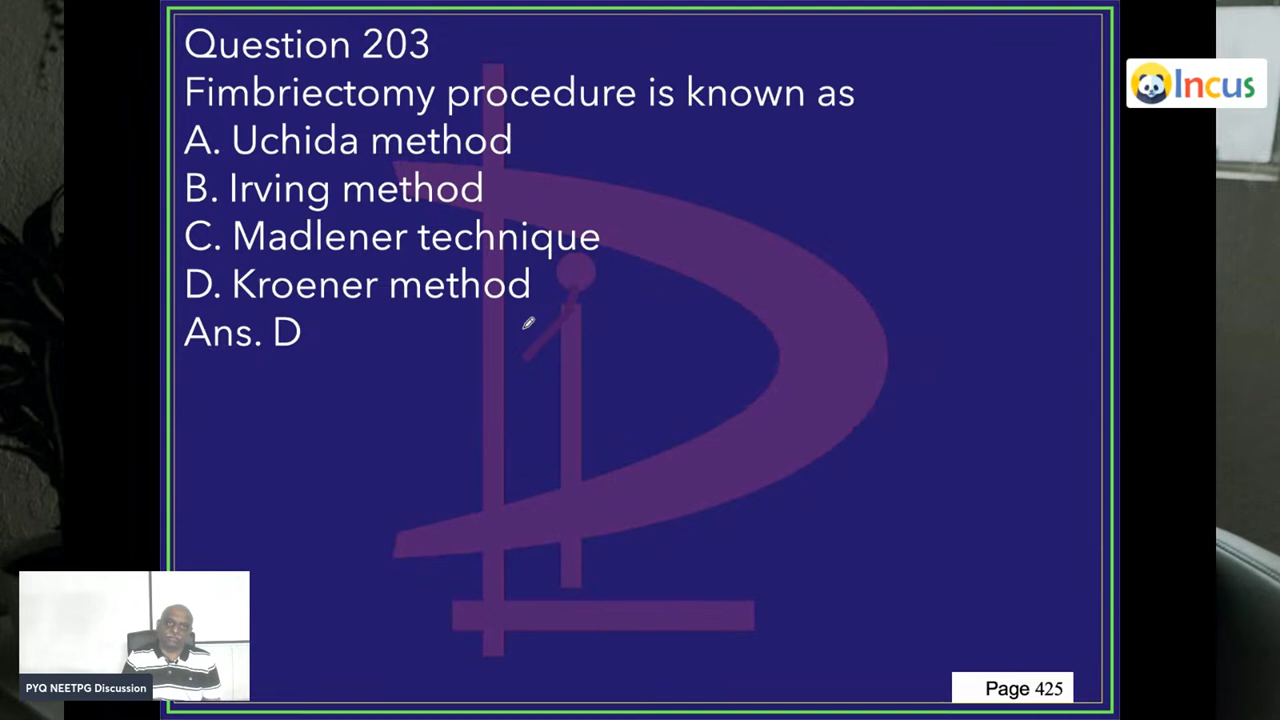 Question 203
Fimbriectomy procedure is known as
A. Uchida method
B. Irving method
C. Madlener technique
D. Kroener method
Ans. D
Incus
PYQ NEETPG Discussion
Page 425